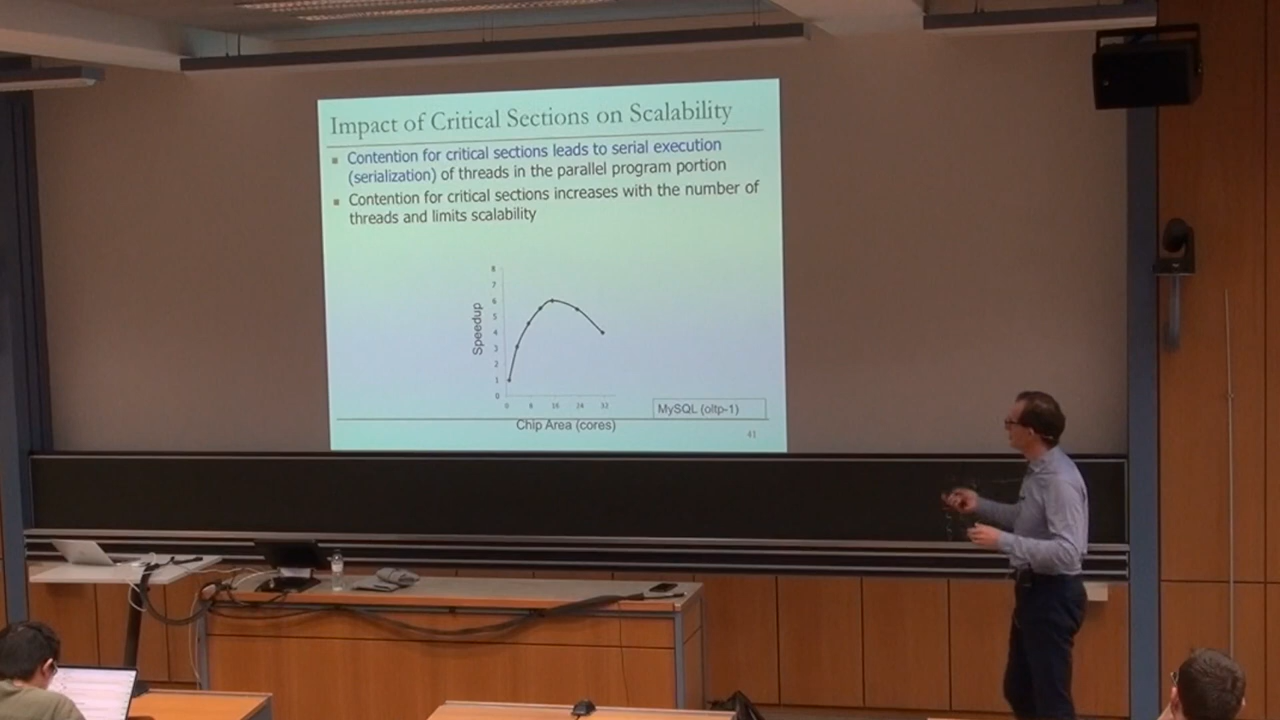 Impact of Critical Sections on Scalability
Contention for critical sections leads to serial execution
(serialization) of threads in the parallel program portion
Contention for critical sections increases with the number of
threads and limits scalability
8
7
6
5
4
3
2
1
0
Speedup
0 8 16 24 32
Chip Area (cores)
MySQL (oltp-1)
41